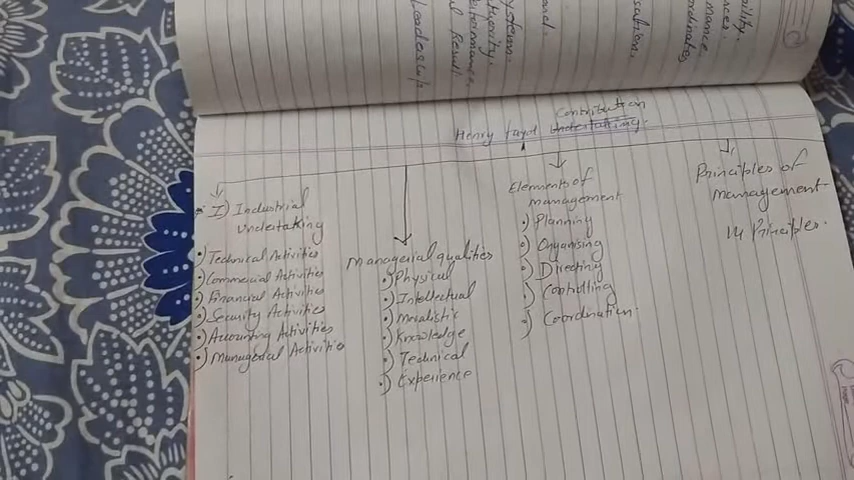 Contribution
Henry Fayol Undertaking.
I) Industrial
Undertaking
•) Technical Activities
•) Commercial Activities
•) Financial Activities
•) Security Activities
•) Accounting Activities
•) Managerial Activities
Managerial qualities
•) Physical
•) Intellectual
•) Moralistic
•) Knowledge
•) Technical
•) Experience
Elements of
management
•) Planning
•) Organising
•) Directing
•) Controlling
•) Coordination.
Principles of
management
14 Principles.